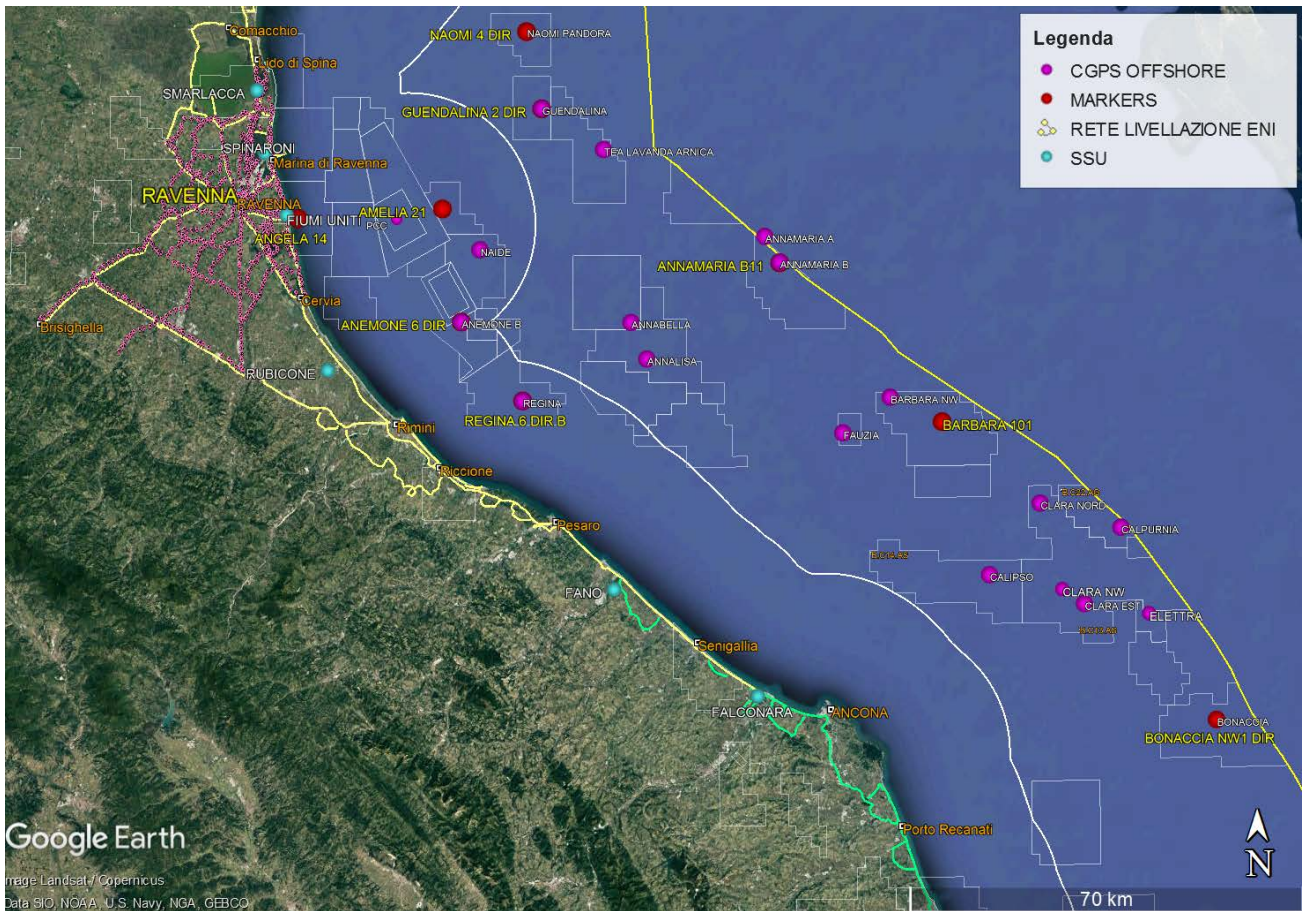 Comacchio
Lido di Spina
SMARLACCA
SPINARONI
Marina di Ravenna
RAVENNA
RAVENNA
FIUMI UNITI
ANGELA 14
AMELIA 21
PCC
Cervia
Brisighella
RUBICONE
Rimini
Riccione
Pesaro
FANO
Senigallia
FALCONARA
ANCONA
Porto Recanati
NAOMI 4 DIR
NAOMI PANDORA
GUENDALINA 2 DIR
GUENDALINA
TEA LAVANDA ARNICA
NAIDE
ANNAMARIA A
ANNAMARIA B11
ANNAMARIA B
ANEMONE 6 DIR
ANEMONE B
ANNABELLA
ANNALISA
REGINA
REGINA 6 DIR B
BARBARA NW
BARBARA 101
FAUZIA
CLARA NORD
CALPURNIA
B.C14.AS
CALIPSO
CLARA NW
CLARA EST
ELETTRA
BONACCIA
BONACCIA NW1 DIR
Legenda
CGPS OFFSHORE
MARKERS
RETE LIVELLAZIONE ENI
SSU
N
70 km
Google Earth
mage Landsat / Copernicus
Data SIO, NOAA, U.S. Navy, NGA, GEBCO